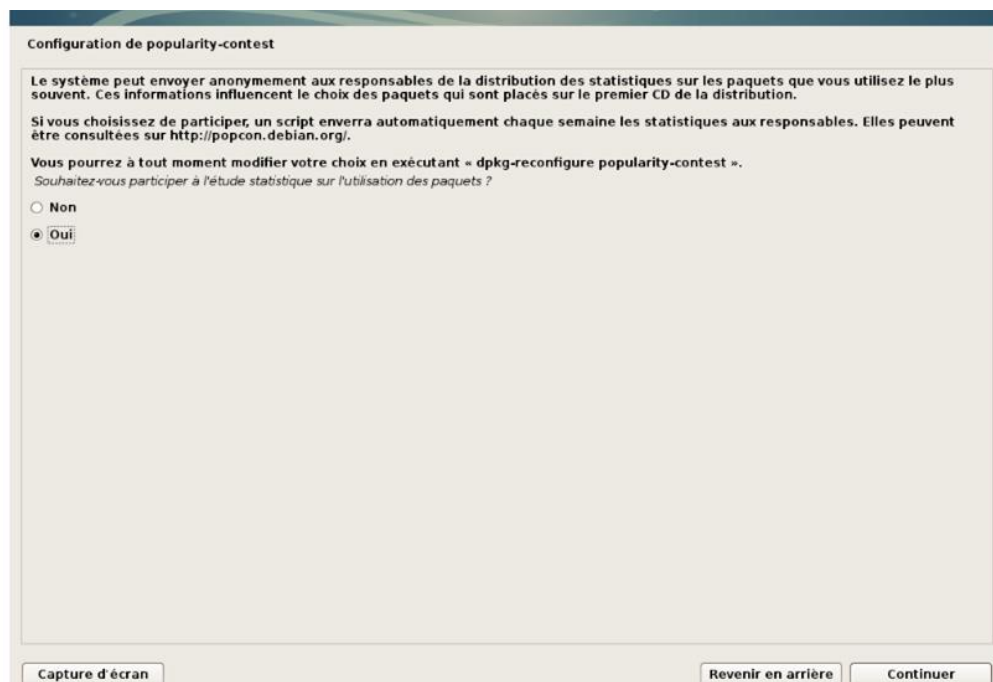 Configuration de popularity-contest
Le système peut envoyer anonymement aux responsables de la distribution des statistiques sur les paquets que vous utilisez le plus
souvent. Ces informations influencent le choix des paquets qui sont placés sur le premier CD de la distribution.
Si vous choisissez de participer, un script enverra automatiquement chaque semaine les statistiques aux responsables. Elles peuvent
être consultées sur http://popcon.debian.org/.
Vous pourrez à tout moment modifier votre choix en exécutant « dpkg-reconfigure popularity-contest ».
Souhaitez-vous participer à l'étude statistique sur l'utilisation des paquets ?
Non
Oui
Capture d'écran
Revenir en arrière
Continuer